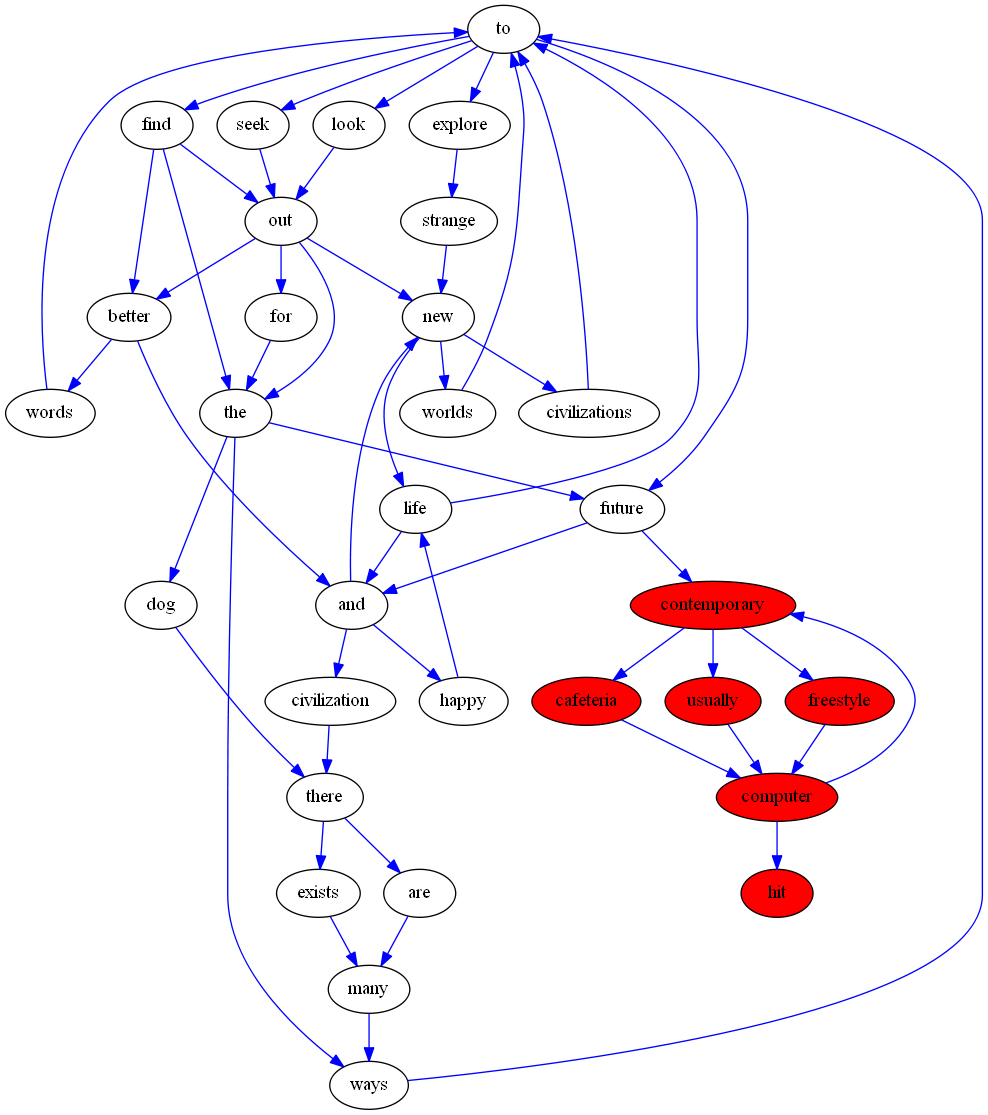 to
find
seek
look
explore
out
strange
better
for
new
words
the
worlds
civilizations
life
future
dog
and
contemporary
civilization
happy
cafeteria
usually
freestyle
there
computer
exists
are
hit
many
ways